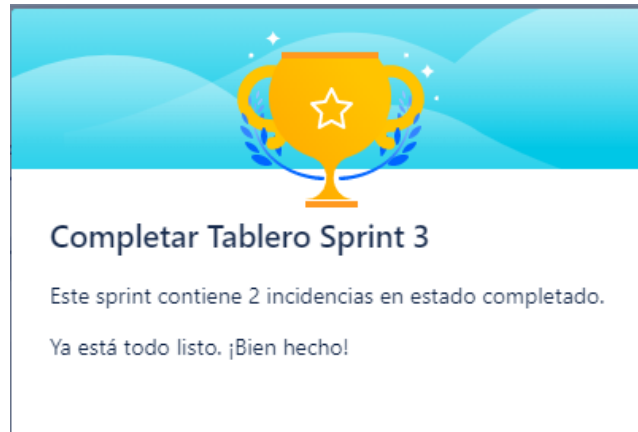 Completar Tablero Sprint 3
Este sprint contiene 2 incidencias en estado completado.
Ya está todo listo. ¡Bien hecho!